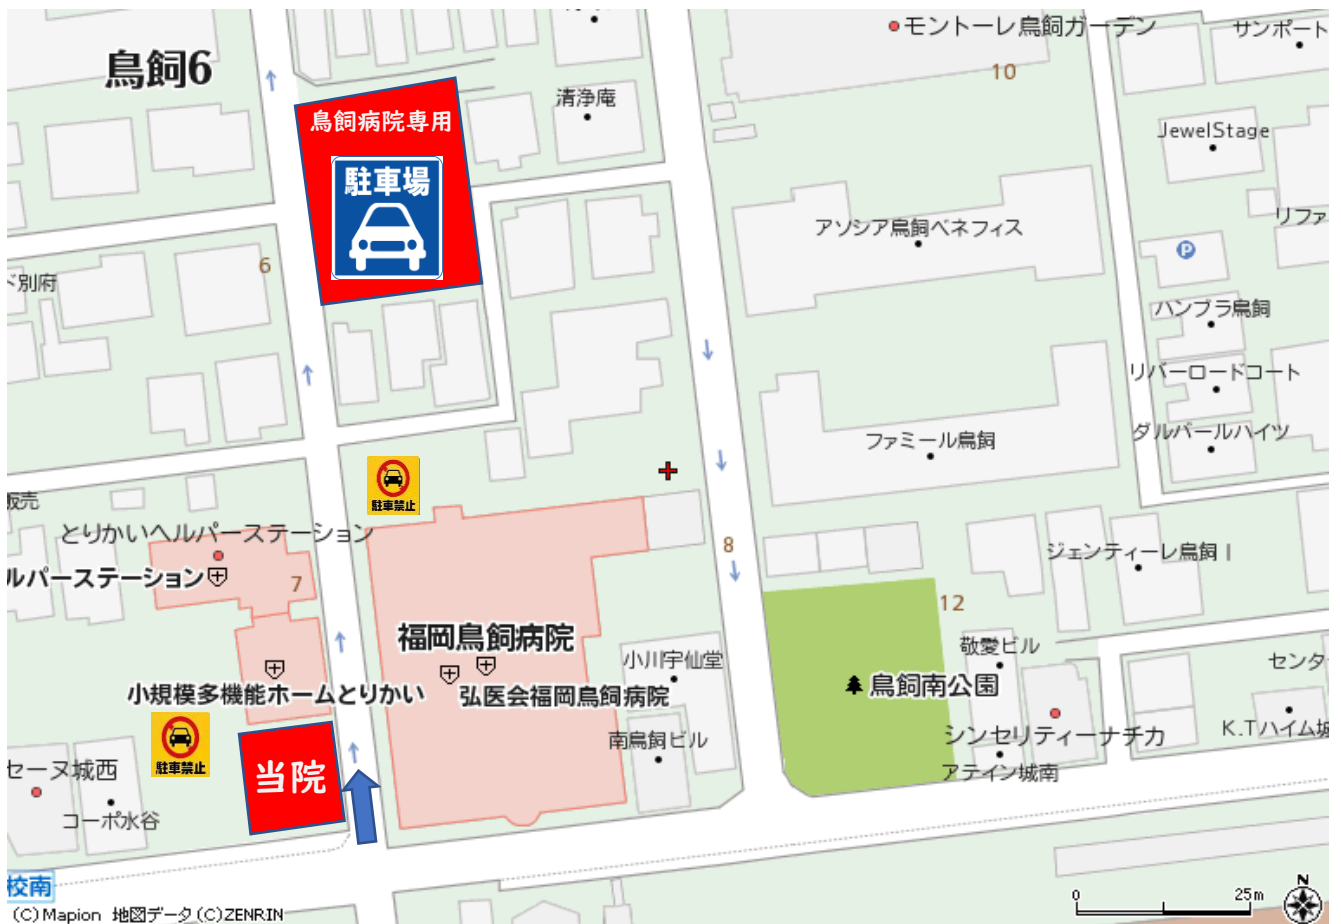 モントーレ鳥飼ガーデン
サンポート
鳥飼6
10
清浄庵
鳥飼病院専用
JewelStage
駐車場
リファ
アソシア鳥飼ベネフィス
P
6
ド別府
ハンブラ鳥飼
リバーロードコート
ダルバールハイツ
ファミール鳥飼
駐車禁止
販売
とりかいヘルパーステーション
8
ジェンティーレ鳥飼Ⅰ
ルパーステーション
7
12
福岡鳥飼病院
敬愛ビル
小川宇仙堂
センタ
鳥飼南公園
小規模多機能ホームとりかい
弘医会福岡鳥飼病院
K.Tハイム城
シンセリティーナチカ
南鳥飼ビル
駐車禁止
セーヌ城西
当院
アテイン城南
コーポ水谷
校南
N
0
25m
(C)Mapion 地図データ(C)ZENRIN